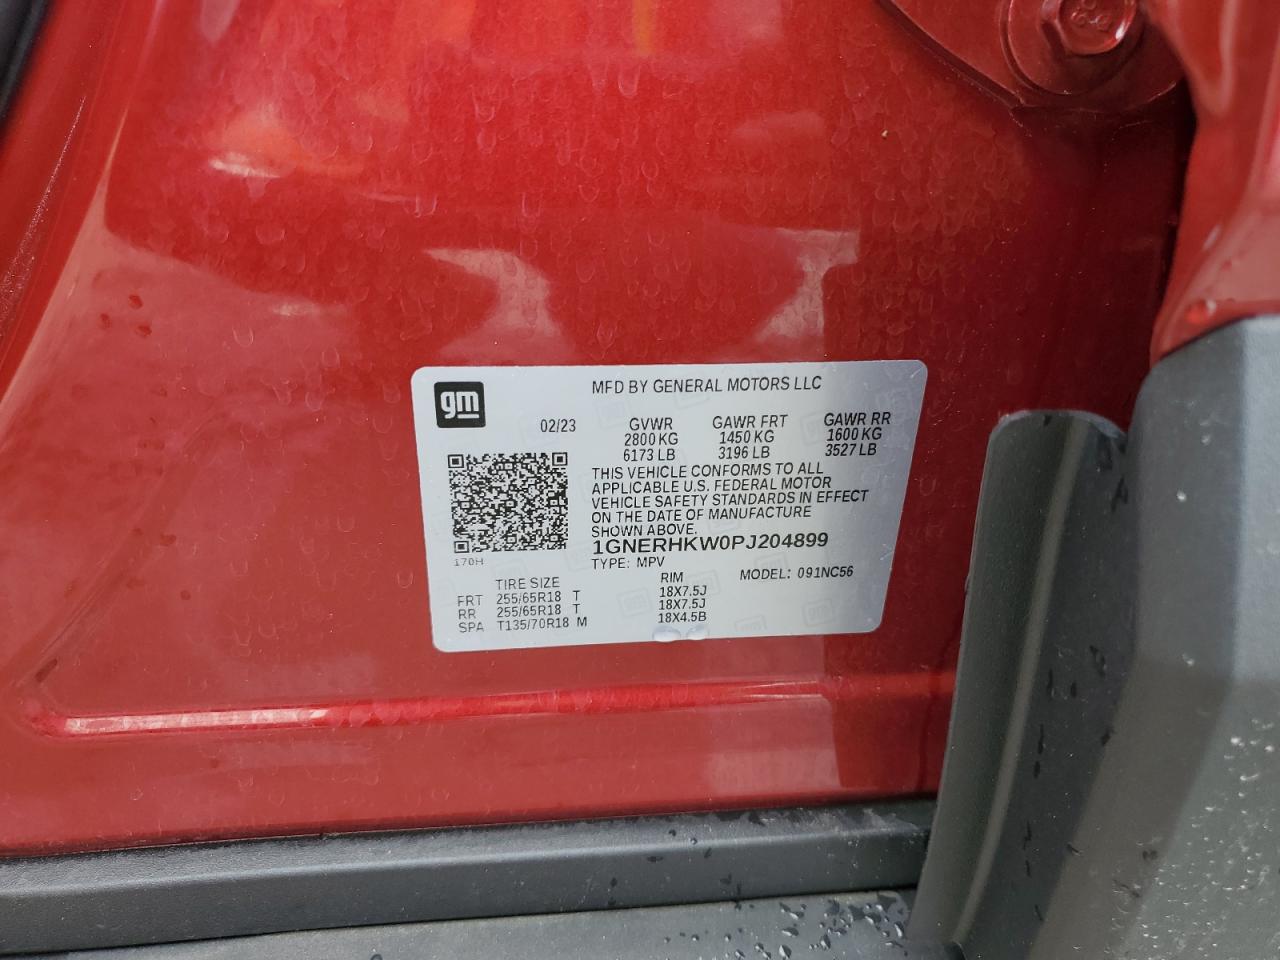 gm
MFD BY GENERAL MOTORS LLC
02/23 GVWR GAWR FRT GAWR RR
2800 KG 1450 KG 1600 KG
6173 LB 3196 LB 3527 LB
THIS VEHICLE CONFORMS TO ALL
APPLICABLE U.S. FEDERAL MOTOR
VEHICLE SAFETY STANDARDS IN EFFECT
ON THE DATE OF MANUFACTURE
SHOWN ABOVE.
1GNERHKW0PJ204899
170H
TYPE: MPV MODEL: 091NC56
TIRE SIZE RIM
FRT 255/65R18 T 18X7.5J
RR 255/65R18 T 18X7.5J
SPA T135/70R18 M 18X4.5B